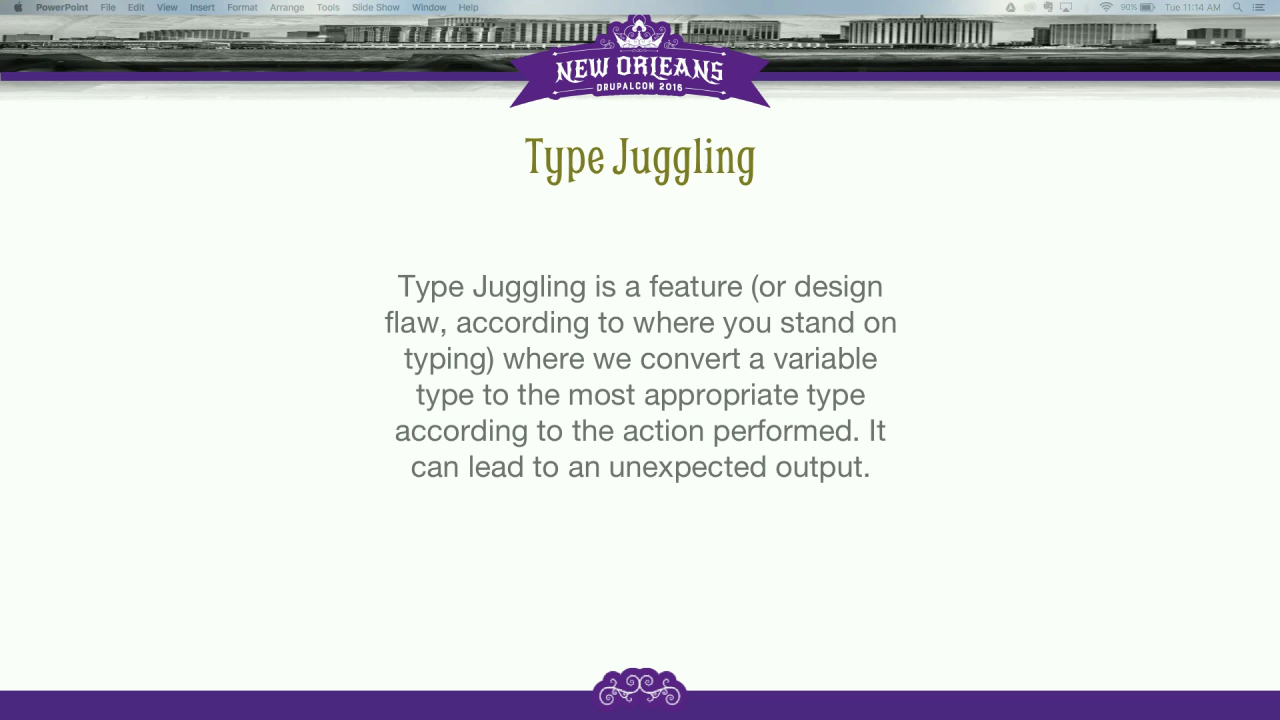 PowerPoint File Edit View Insert Format Arrange Tools Slide Show Window Help 90% Tue 11:14 AM
NEW ORLEANS
DRUPALCON 2016
Type Juggling
Type Juggling is a feature (or design
flaw, according to where you stand on
typing) where we convert a variable
type to the most appropriate type
according to the action performed. It
can lead to an unexpected output.